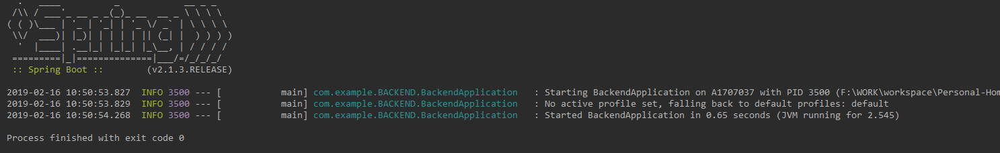 .   ____          _            __ _ _
 /\\ / ___'_ __ _ _(_)_ __  __ _ \ \ \ \
( ( )\___ | '_ | '_| | '_ \/ _` | \ \ \ \
 \\/  ___)| |_)| | | | | || (_| |  ) ) ) )
  '  |____| .__|_| |_|_| |_\__, | / / / /
 =========|_|==============|___/=/_/_/_/
 :: Spring Boot ::        (v2.1.3.RELEASE)
2019-02-16 10:50:53.827  INFO 3500 --- [           main] com.example.BACKEND.BackendApplication   : Starting BackendApplication on A1707037 with PID 3500 (F:\WORK\workspace\Personal-Hom
2019-02-16 10:50:53.829  INFO 3500 --- [           main] com.example.BACKEND.BackendApplication   : No active profile set, falling back to default profiles: default
2019-02-16 10:50:54.268  INFO 3500 --- [           main] com.example.BACKEND.BackendApplication   : Started BackendApplication in 0.65 seconds (JVM running for 2.545)
Process finished with exit code 0